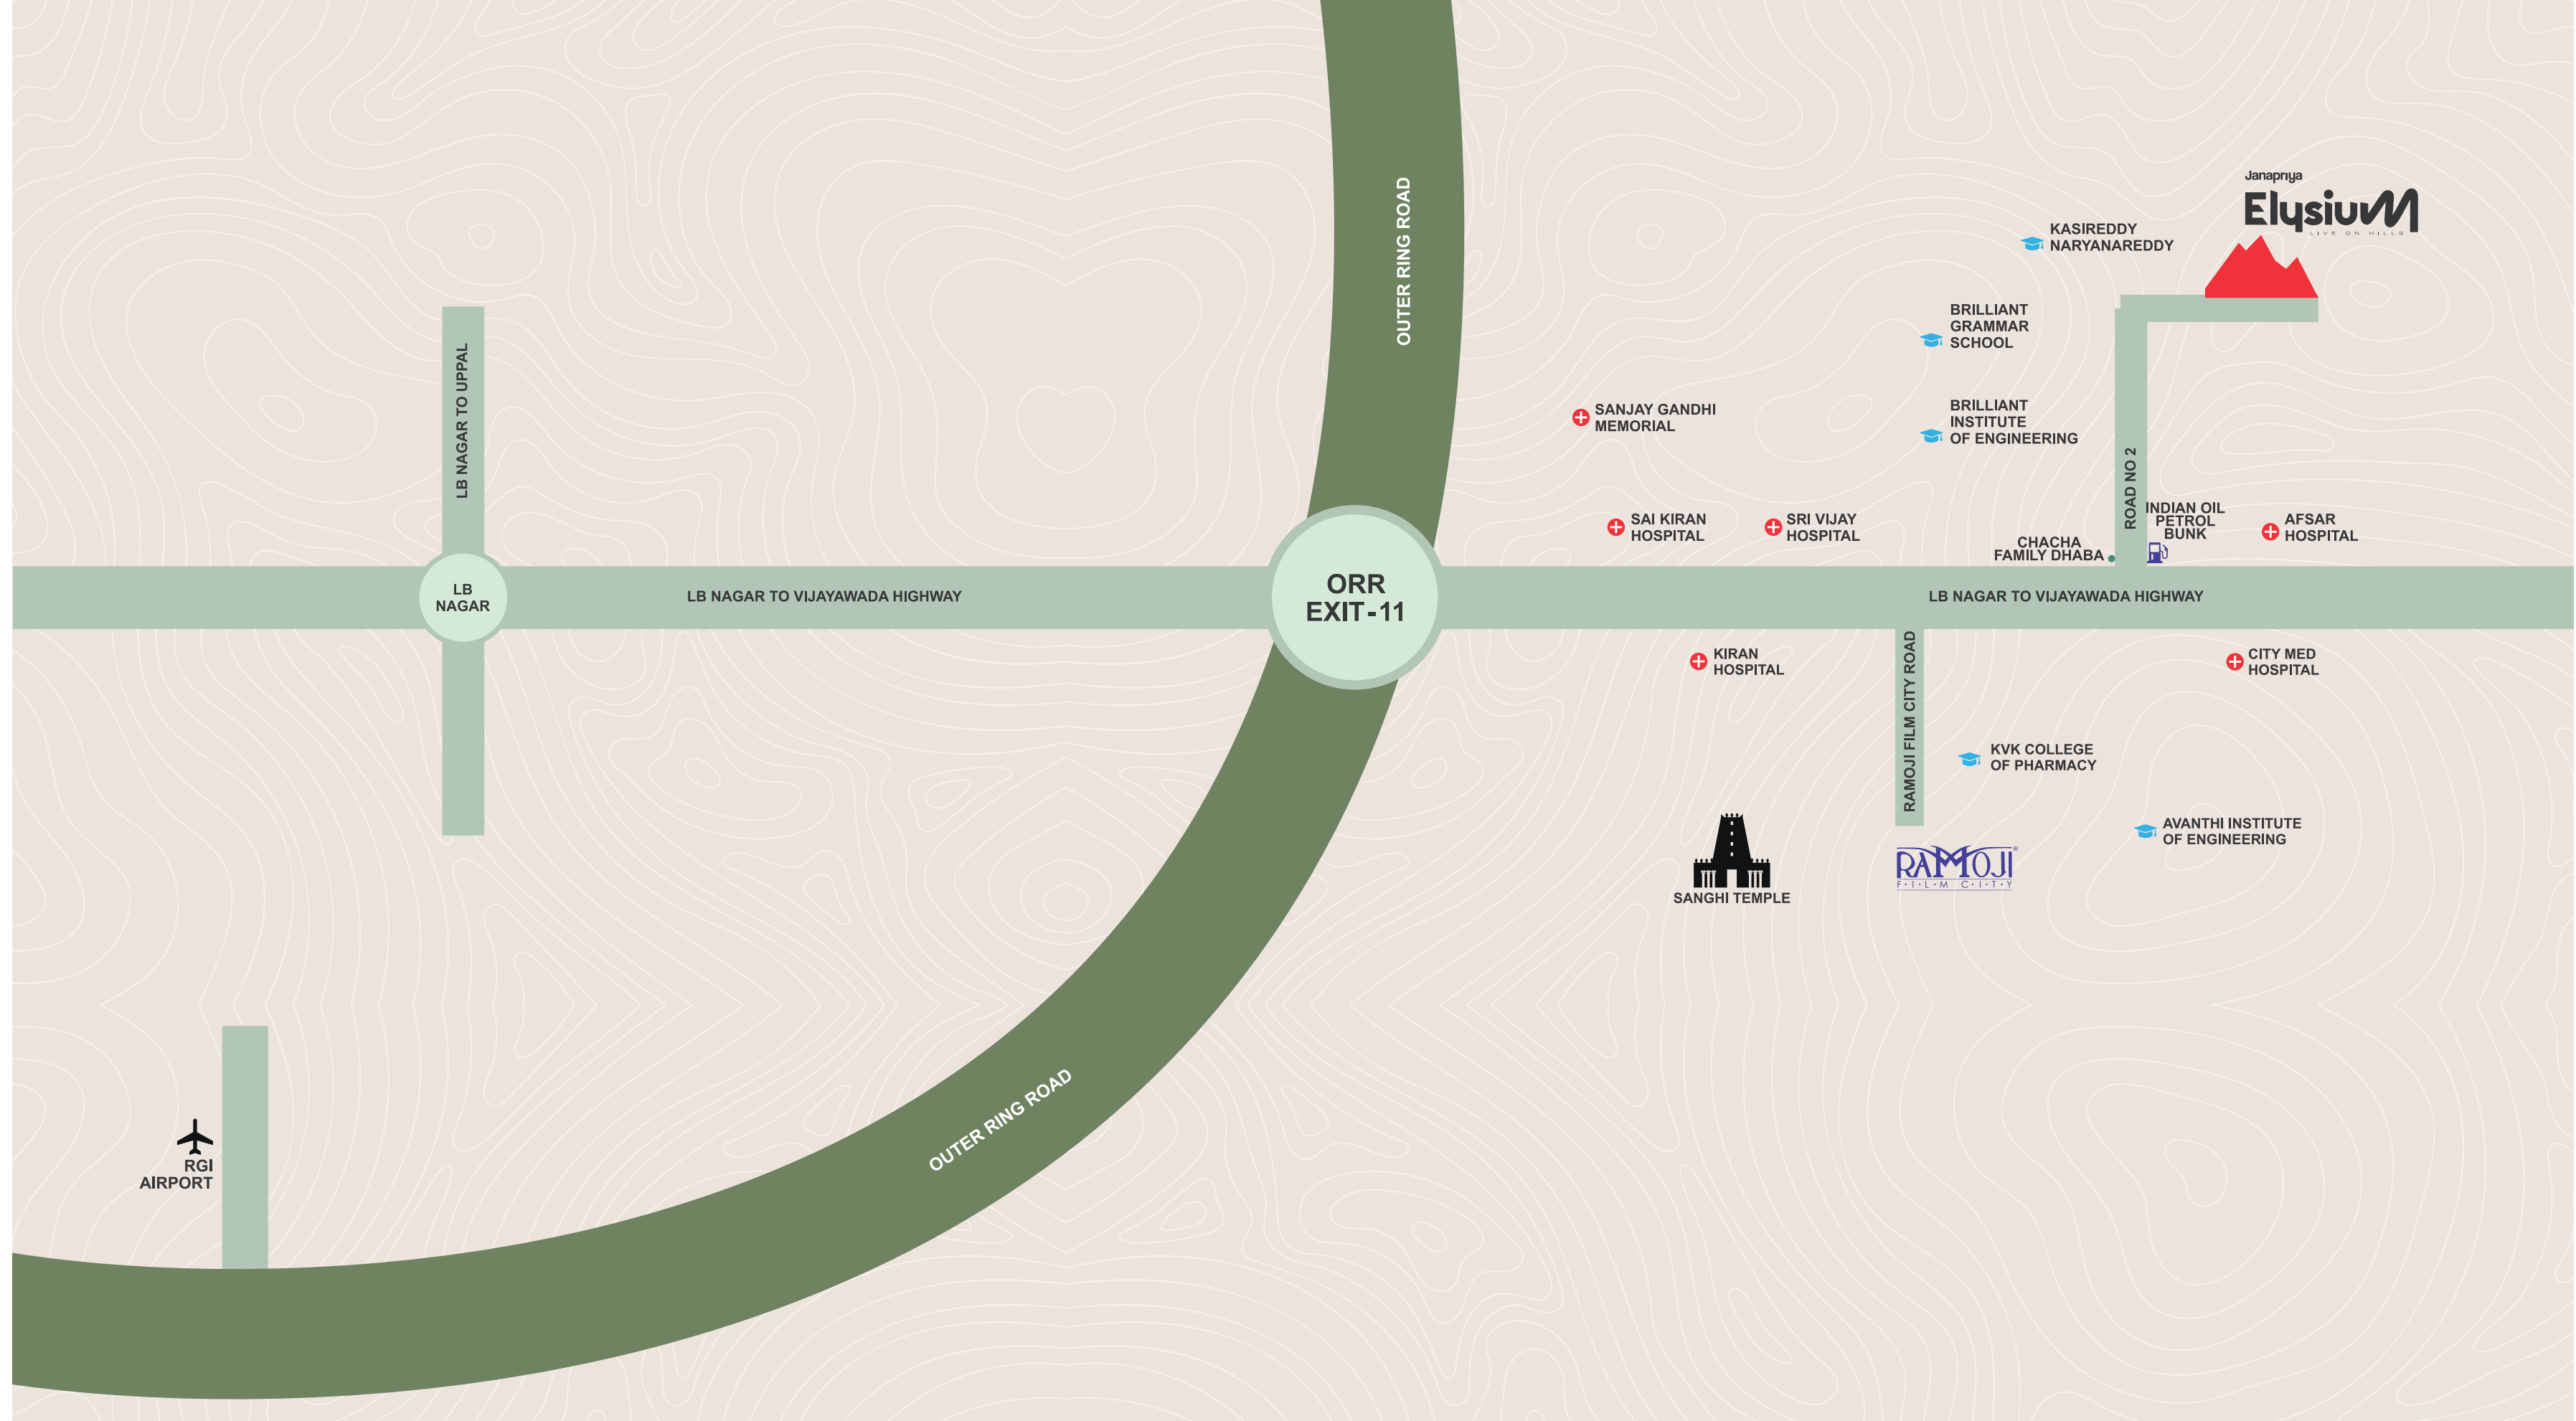 Janapriya
Elysium
LIVE ON HILLS
KASIREDDY
NARYANAREDDY
OUTER RING ROAD
BRILLIANT
GRAMMAR
SCHOOL
LB NAGAR TO UPPAL
BRILLIANT
INSTITUTE
OF ENGINEERING
SANJAY GANDHI
MEMORIAL
ROAD NO 2
INDIAN OIL
PETROL
BUNK
SAI KIRAN
HOSPITAL
SRI VIJAY
HOSPITAL
AFSAR
HOSPITAL
CHACHA
FAMILY DHABA
LB
NAGAR
LB NAGAR TO VIJAYAWADA HIGHWAY
ORR
EXIT-11
LB NAGAR TO VIJAYAWADA HIGHWAY
KIRAN
HOSPITAL
RAMOJI FILM CITY ROAD
CITY MED
HOSPITAL
KVK COLLEGE
OF PHARMACY
AVANTHI INSTITUTE
OF ENGINEERING
SANGHI TEMPLE
RAMOJI®
F·I·L·M C·I·T·Y
OUTER RING ROAD
RGI
AIRPORT